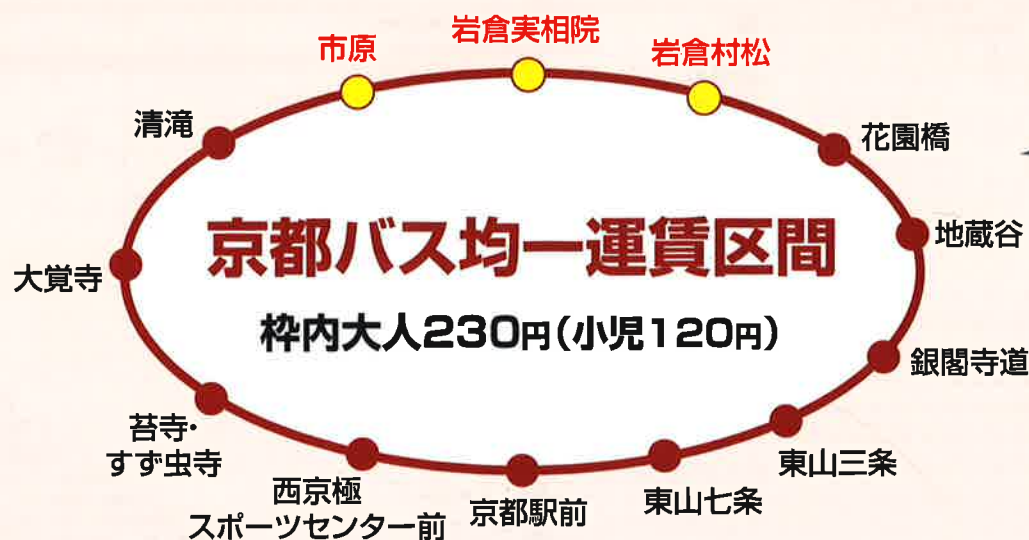 岩倉実相院
市原
岩倉村松
清滝
花園橋
京都バス均一運賃区間
地蔵谷
大覚寺
枠内大人230円(小児120円)
銀閣寺道
苔寺・
すず虫寺
東山三条
西京極
スポーツセンター前
京都駅前
東山七条